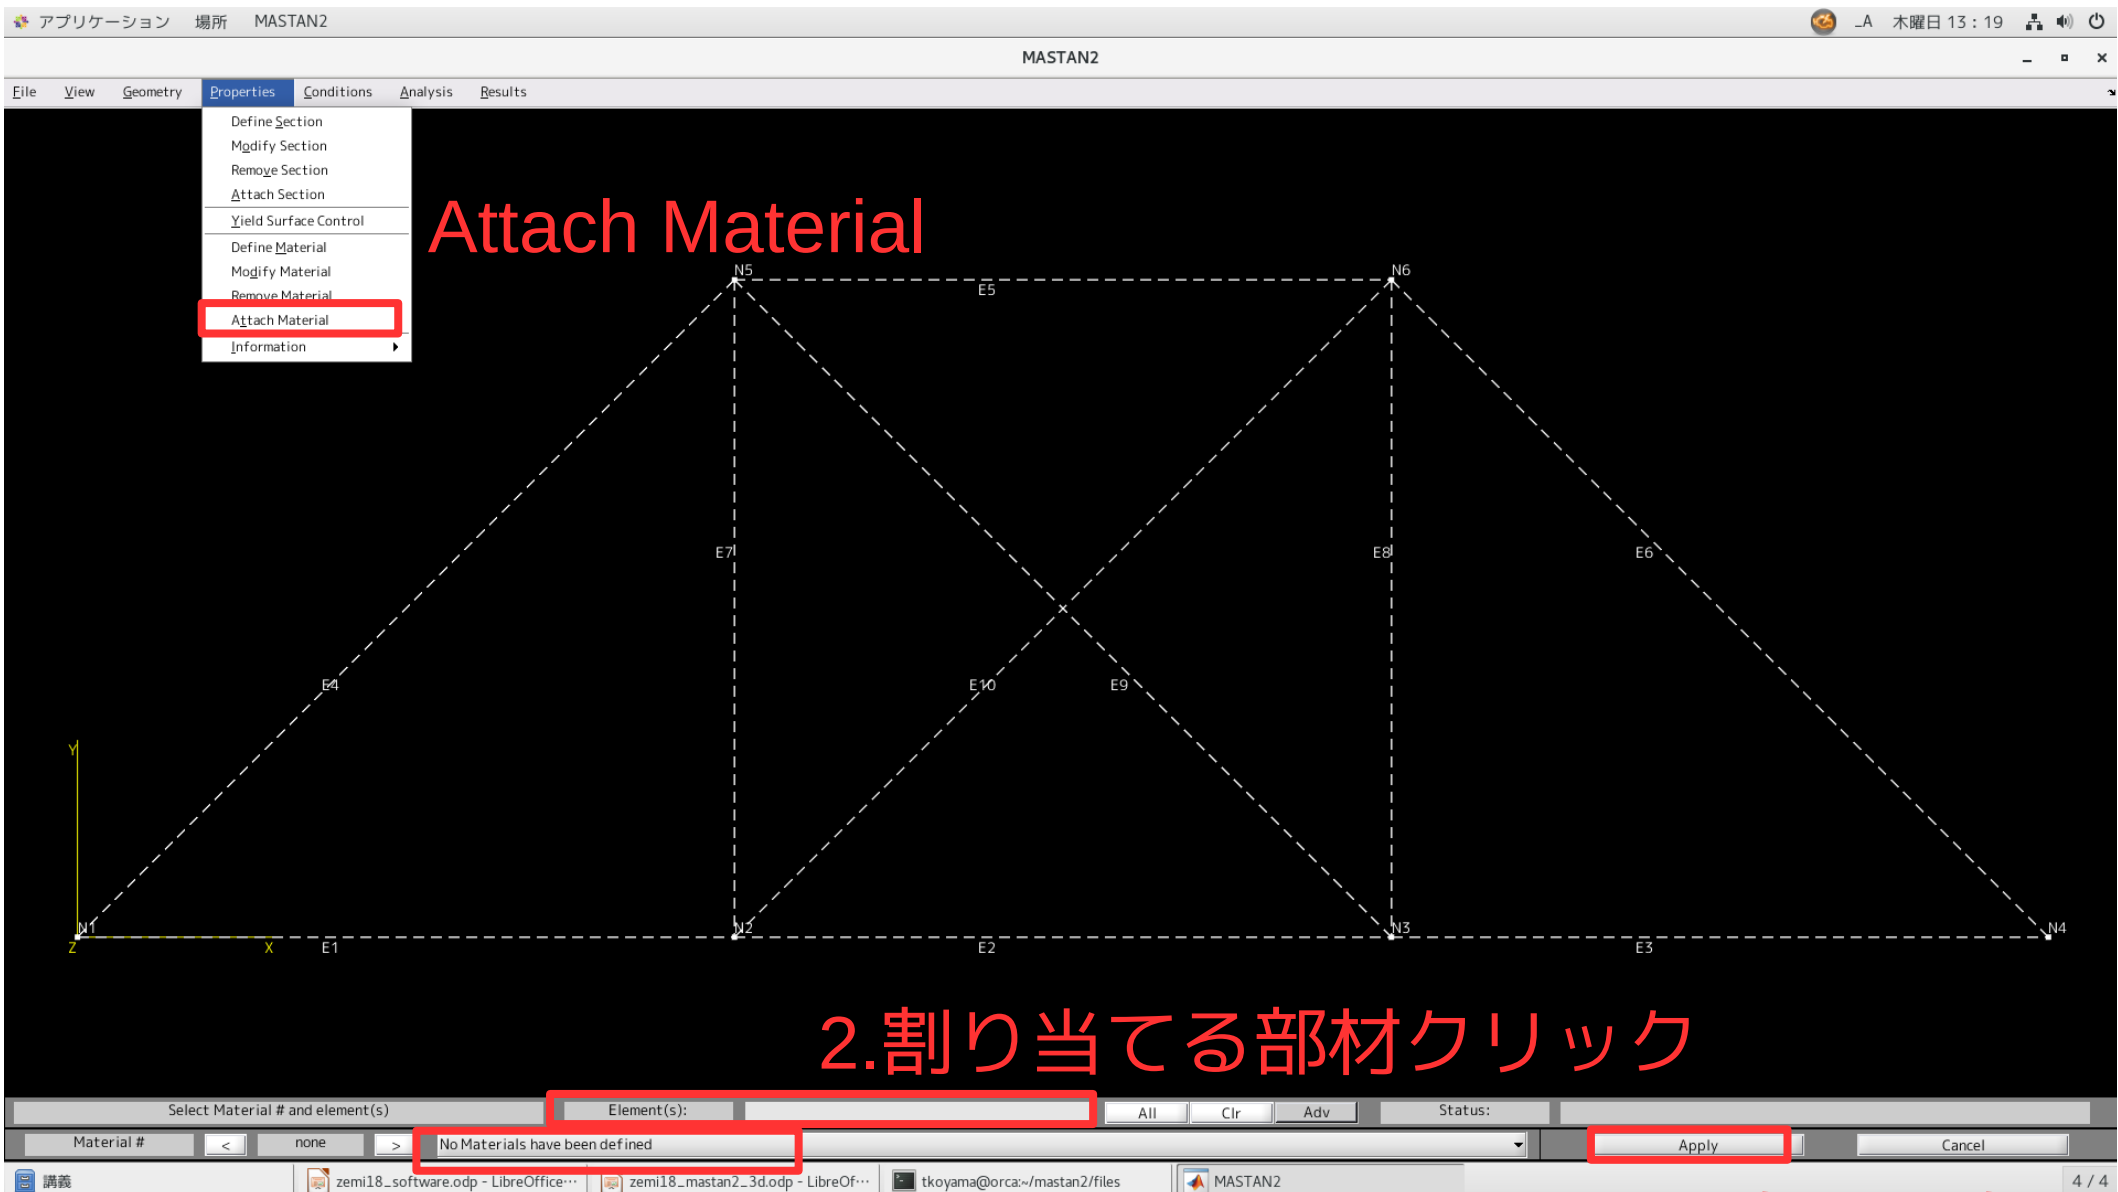 アプリケーション 場所 MASTAN2 _A 木曜日 13：19
MASTAN2
File View Geometry Properties Conditions Analysis Results
Define Section
Modify Section
Remove Section
Attach Section
Yield Surface Control
Define Material
Modify Material
Remove Material
Attach Material
Information
Attach Material
N5 N6
E5
E7 E8 E6
E4 E10 E9
Y
N1 N2 N3 N4
Z X E1 E2 E3
2.割り当てる部材クリック
Select Material # and element(s) Element(s): All Clr Adv Status:
Material # < none > No Materials have been defined Apply Cancel
講義 zemi18_software.odp - LibreOffice… zemi18_mastan2_3d.odp - LibreOf… tkoyama@orca:~/mastan2/files MASTAN2 4 / 4